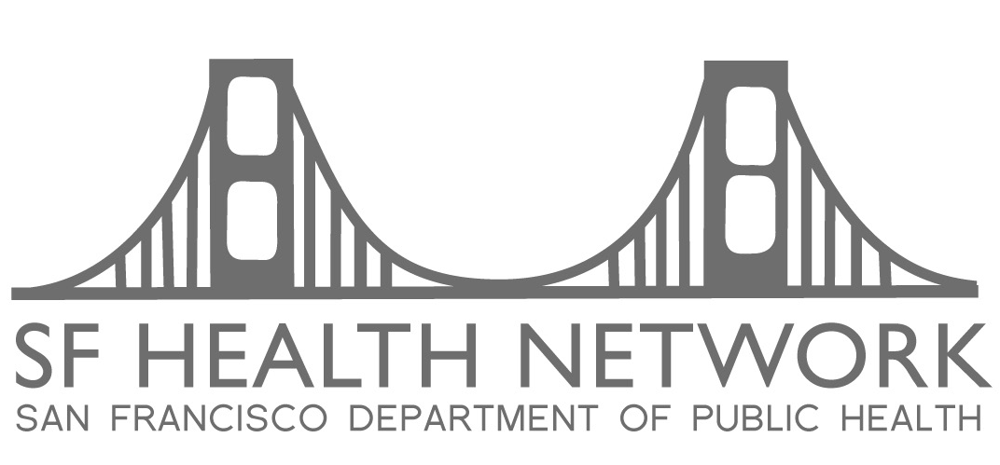 SF HEALTH NETWORK
SAN FRANCISCO DEPARTMENT OF PUBLIC HEALTH